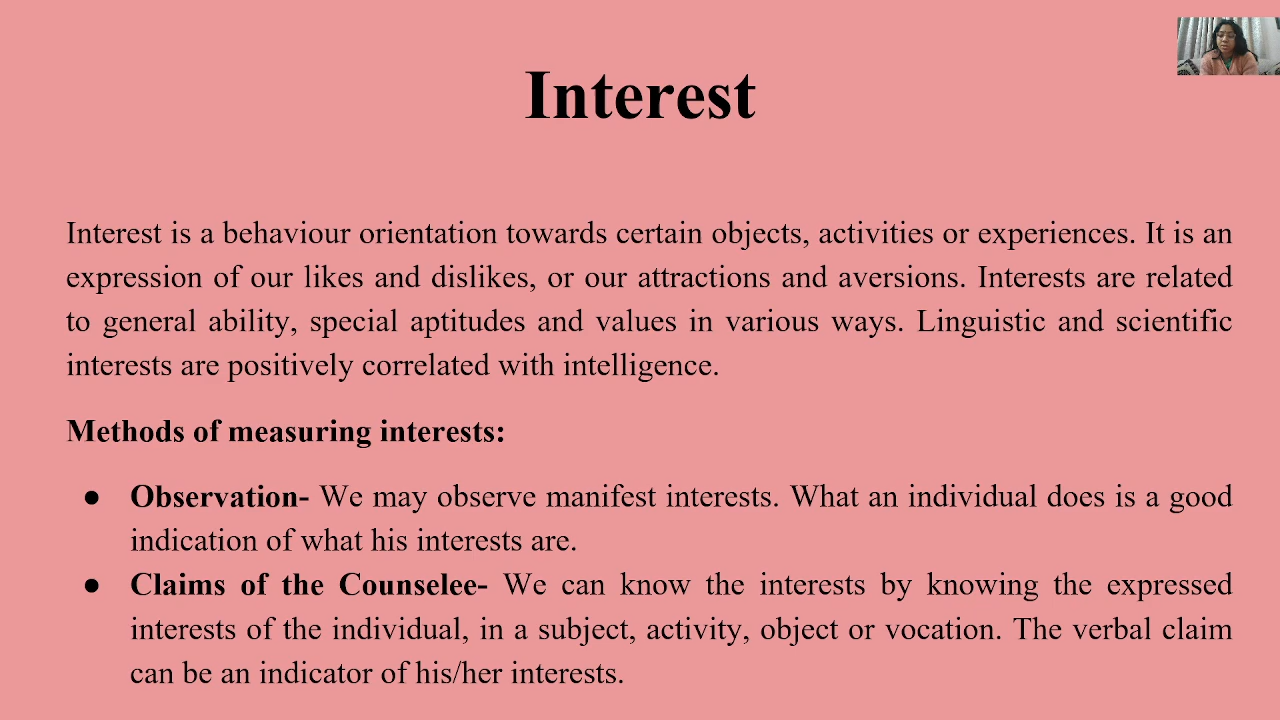 Interest
Interest is a behaviour orientation towards certain objects, activities or experiences. It is an
expression of our likes and dislikes, or our attractions and aversions. Interests are related
to general ability, special aptitudes and values in various ways. Linguistic and scientific
interests are positively correlated with intelligence.
Methods of measuring interests:
● Observation- We may observe manifest interests. What an individual does is a good
indication of what his interests are.
● Claims of the Counselee- We can know the interests by knowing the expressed
interests of the individual, in a subject, activity, object or vocation. The verbal claim
can be an indicator of his/her interests.